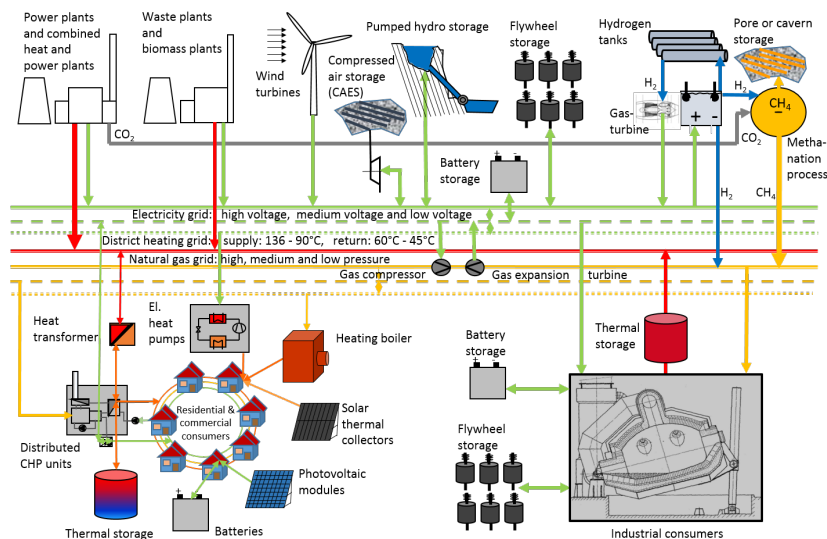 Power plants
and combined
heat and
power plants
Waste plants
and
biomass plants
Wind
turbines
Compressed
air storage
(CAES)
Pumped hydro storage
Flywheel
storage
Hydrogen
tanks
Pore or cavern
storage
H2
H2
CH4
Gas-
turbine
+
-
CO2
CO2
Metha-
nation
process
Battery
storage
+ -
H2
CH4
Electricity grid: high voltage, medium voltage and low voltage
District heating grid: supply: 136 - 90°C, return: 60°C - 45°C
Natural gas grid: high, medium and low pressure
Gas compressor
Gas expansion turbine
Heat
transformer
El.
heat
pumps
Heating boiler
Battery
storage
+ -
Thermal
storage
Residential &
commercial
consumers
Solar
thermal
collectors
Distributed
CHP units
Flywheel
storage
Photovoltaic
modules
Thermal storage
+ -
Batteries
Industrial consumers